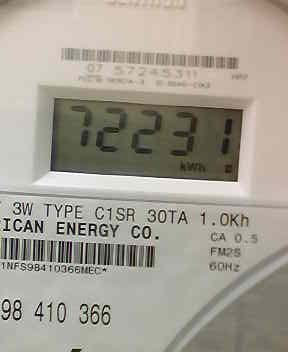 07 57245311
72231
kWh
3W TYPE C1SR 30TA 1.0Kh
ICAN ENERGY CO.
CA 0.5
FM2S
60Hz
1NFS98410366MEC*
98 410 366